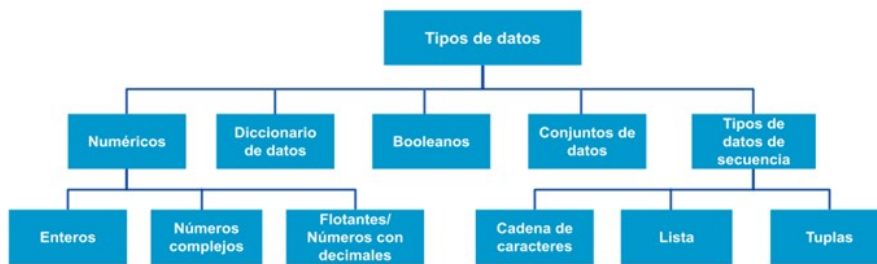 Tipos de datos
Numéricos
Diccionario
de datos
Booleanos
Conjuntos de
datos
Tipos de
datos de
secuencia
Enteros
Números
complejos
Flotantes/
Números con
decimales
Cadena de
caracteres
Lista
Tuplas